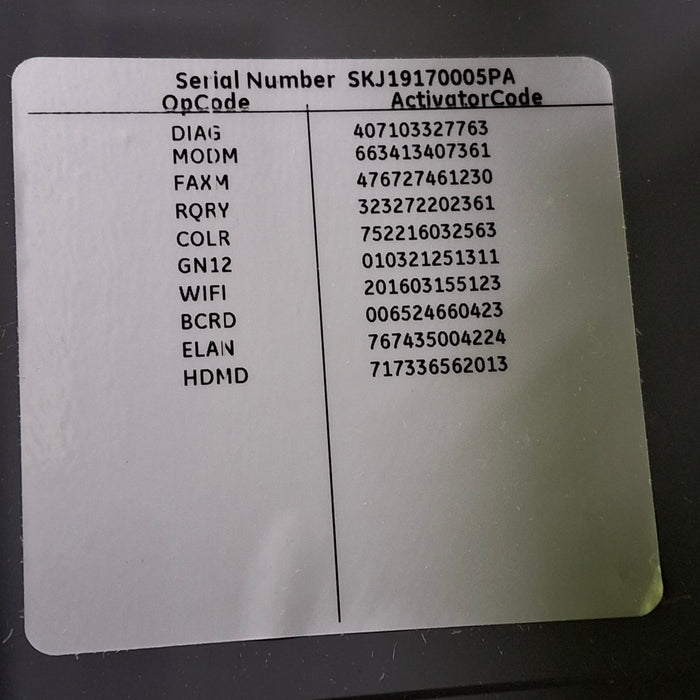 Serial Number SKJ19170005PA
OpCode ActivatorCode
DIAG 407103327763
MODM 663413407361
FAXM 476727461230
RQRY 323272202361
COLR 752216032563
GN12 010321251311
WIFI 201603155123
BCRD 006524660423
ELAN 767435004224
HDMD 717336562013